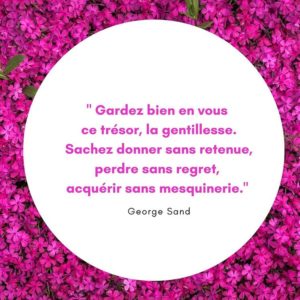 " Gardez bien en vous
ce trésor, la gentillesse.
Sachez donner sans retenue,
perdre sans regret,
acquérir sans mesquinerie."
George Sand